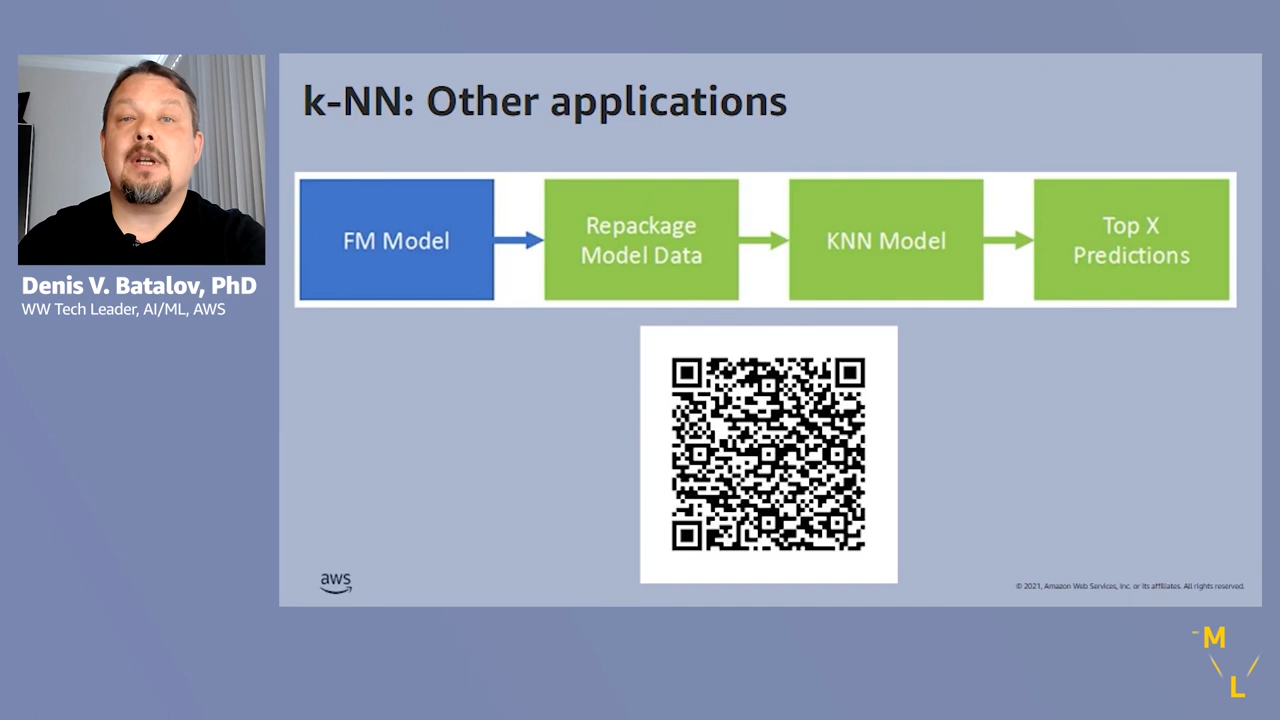 k-NN: Other applications
FM Model
Repackage
Model Data
KNN Model
Top X
Predictions
Denis V. Batalov, PhD
WW Tech Leader, AI/ML, AWS
aws
© 2021, Amazon Web Services, Inc. or its affiliates. All rights reserved.
M
L